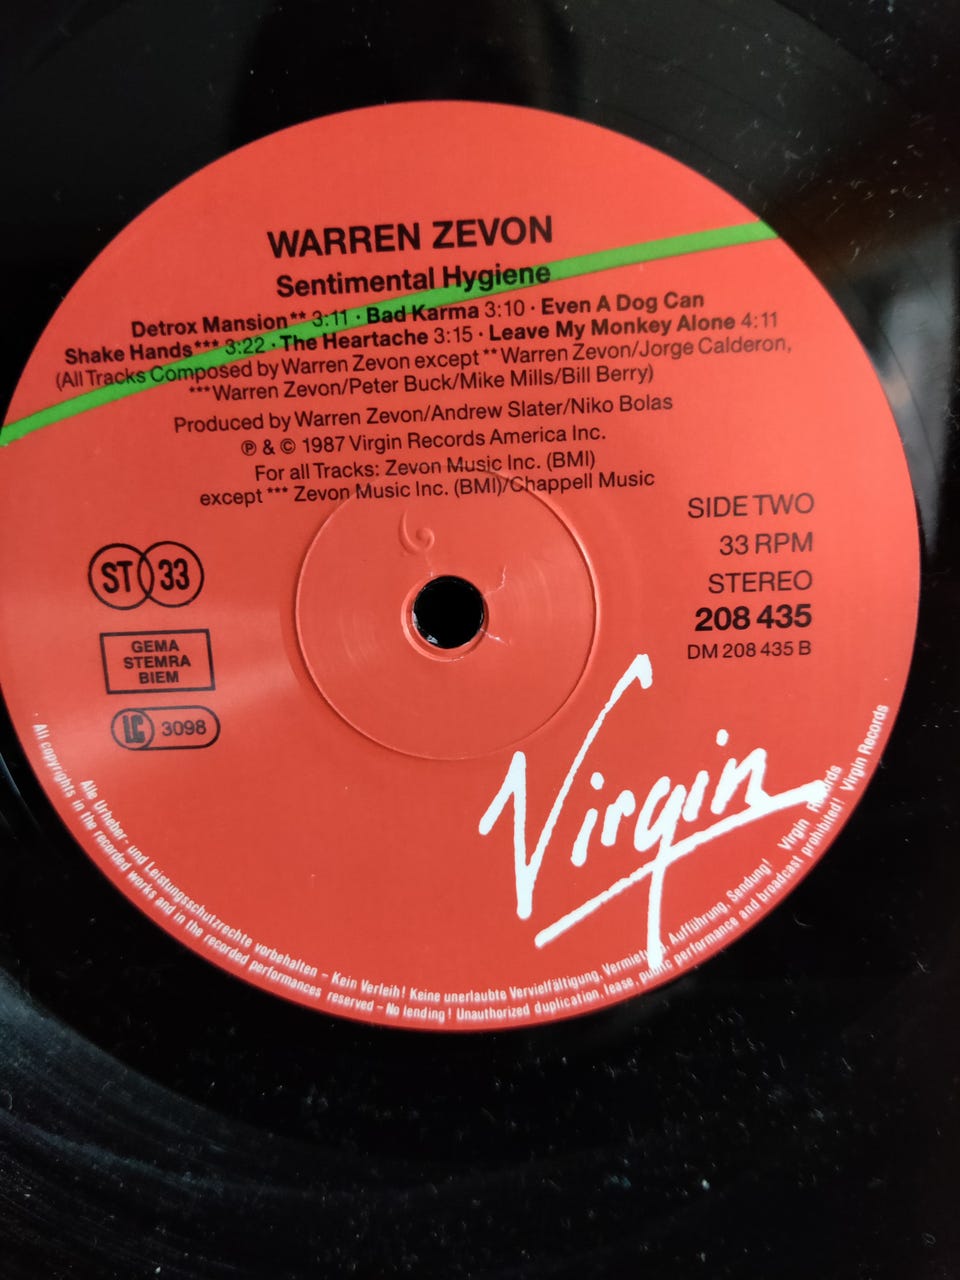 WARREN ZEVON
Sentimental Hygiene
Detrox Mansion** 3:11 · Bad Karma 3:10 · Even A Dog Can
Shake Hands*** 3:22 · The Heartache 3:15 · Leave My Monkey Alone 4:11
(All Tracks Composed by Warren Zevon except **Warren Zevon/Jorge Calderon,
***Warren Zevon/Peter Buck/Mike Mills/Bill Berry)
Produced by Warren Zevon/Andrew Slater/Niko Bolas
℗ & © 1987 Virgin Records America Inc.
For all Tracks: Zevon Music Inc. (BMI)
except *** Zevon Music Inc. (BMI)/Chappell Music
SIDE TWO
33 RPM
STEREO
208 435
DM 208 435 B
ST 33
GEMA
STEMRA
BIEM
LC 3098
Virgin
Alle Urheber- und Leistungsschutzrechte vorbehalten – Kein Verleih! Keine unerlaubte Vervielfältigung, Vermietung, Aufführung, Sendung! Virgin Records
All copyrights in the recorded works and in the recorded performances reserved – No lending! Unauthorized duplication, lease, public performance and broadcast prohibited! Virgin Records